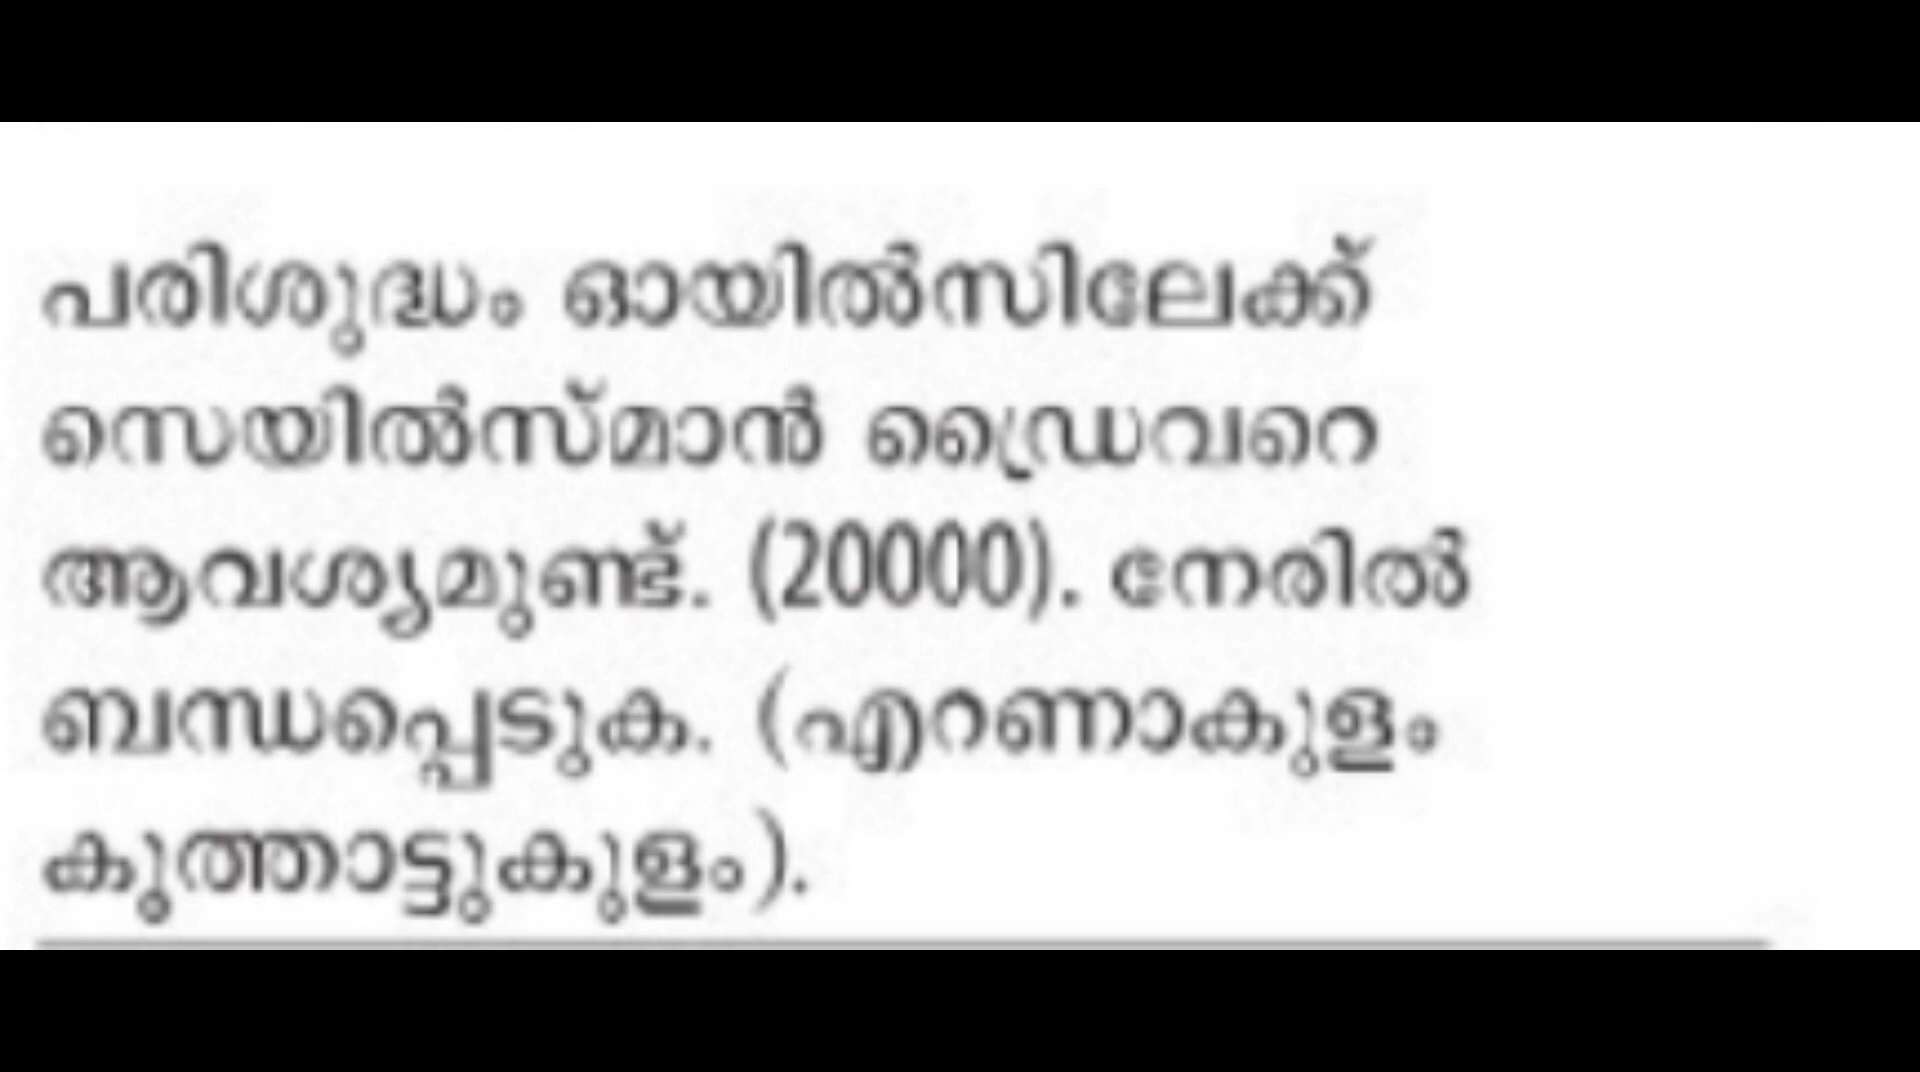 പരിശുദ്ധം ഓയിൽസിലേക്ക്
സെയിൽസ്മാൻ ഡ്രൈവറെ
ആവശ്യമുണ്ട്. (20000). നേരിൽ
ബന്ധപ്പെടുക. (എറണാകുളം
കൂത്താട്ടുകുളം).